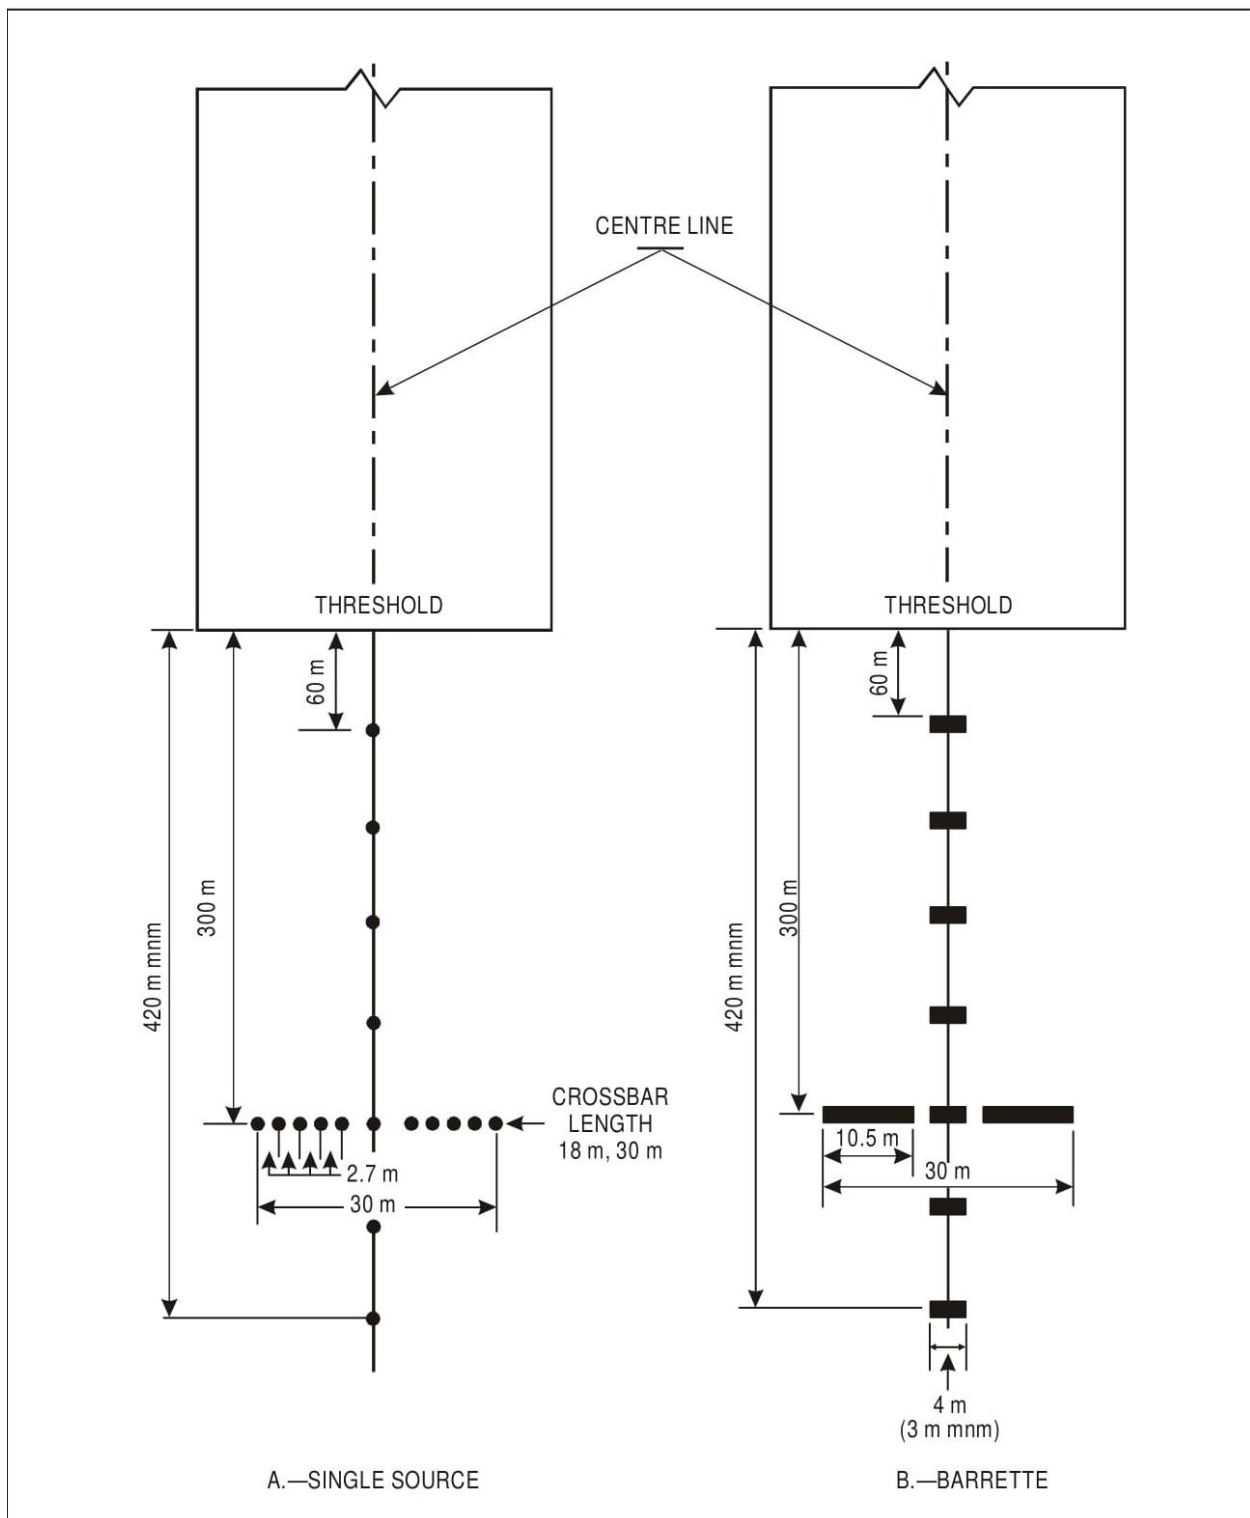 CENTRE LINE
THRESHOLD
THRESHOLD
60 m
60 m
300 m
300 m
420 m mnm
420 m mnm
CROSSBAR
LENGTH
18 m, 30 m
2.7 m
30 m
10.5 m
30 m
4 m
(3 m mnm)
A.—SINGLE SOURCE
B.—BARRETTE